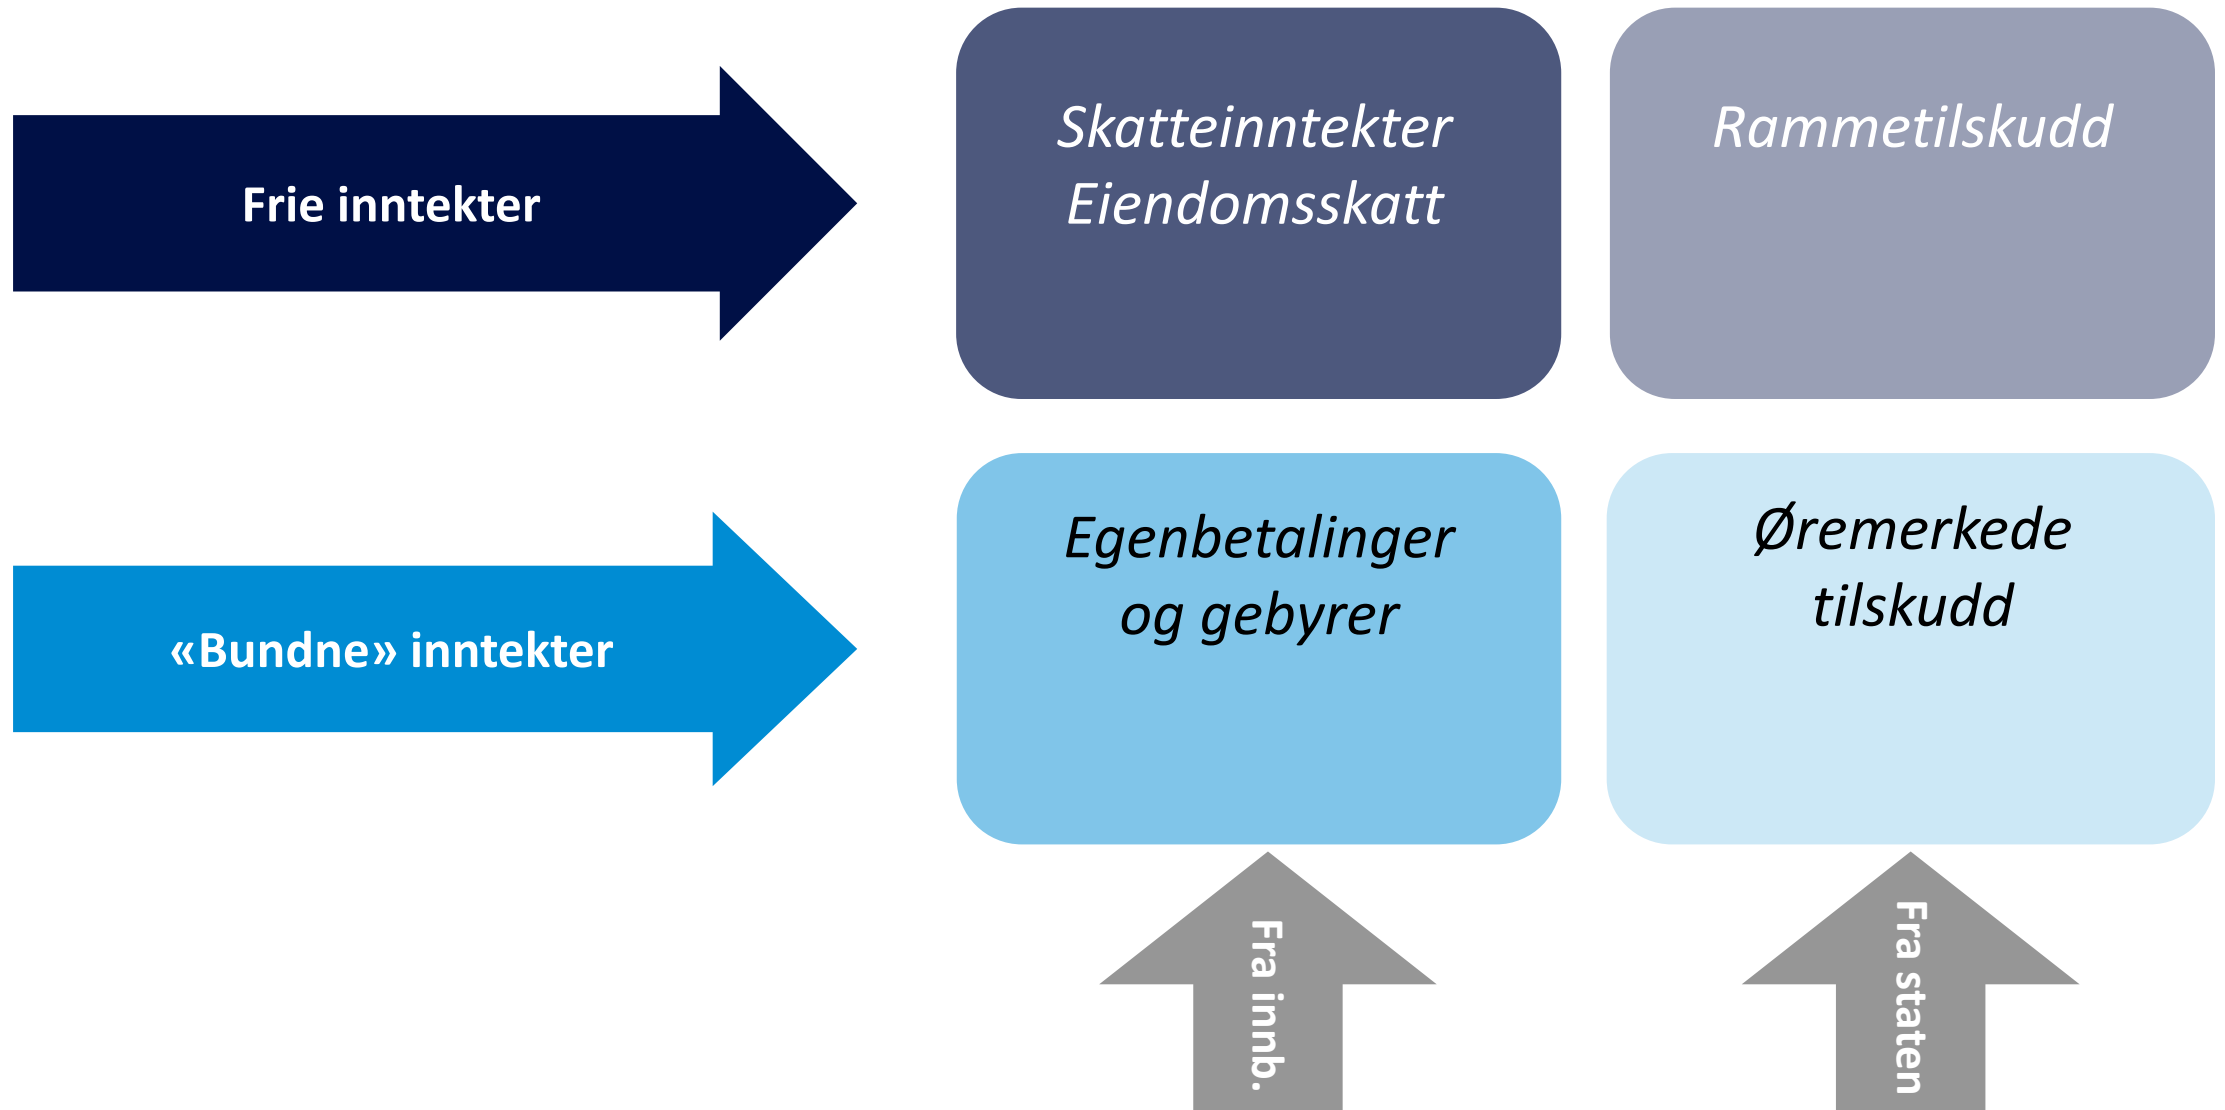 Frie inntekter
Skatteinntekter
Eiendomsskatt
Rammetilskudd
«Bundne» inntekter
Egenbetalinger
og gebyrer
Øremerkede
tilskudd
Fra innb.
Fra staten